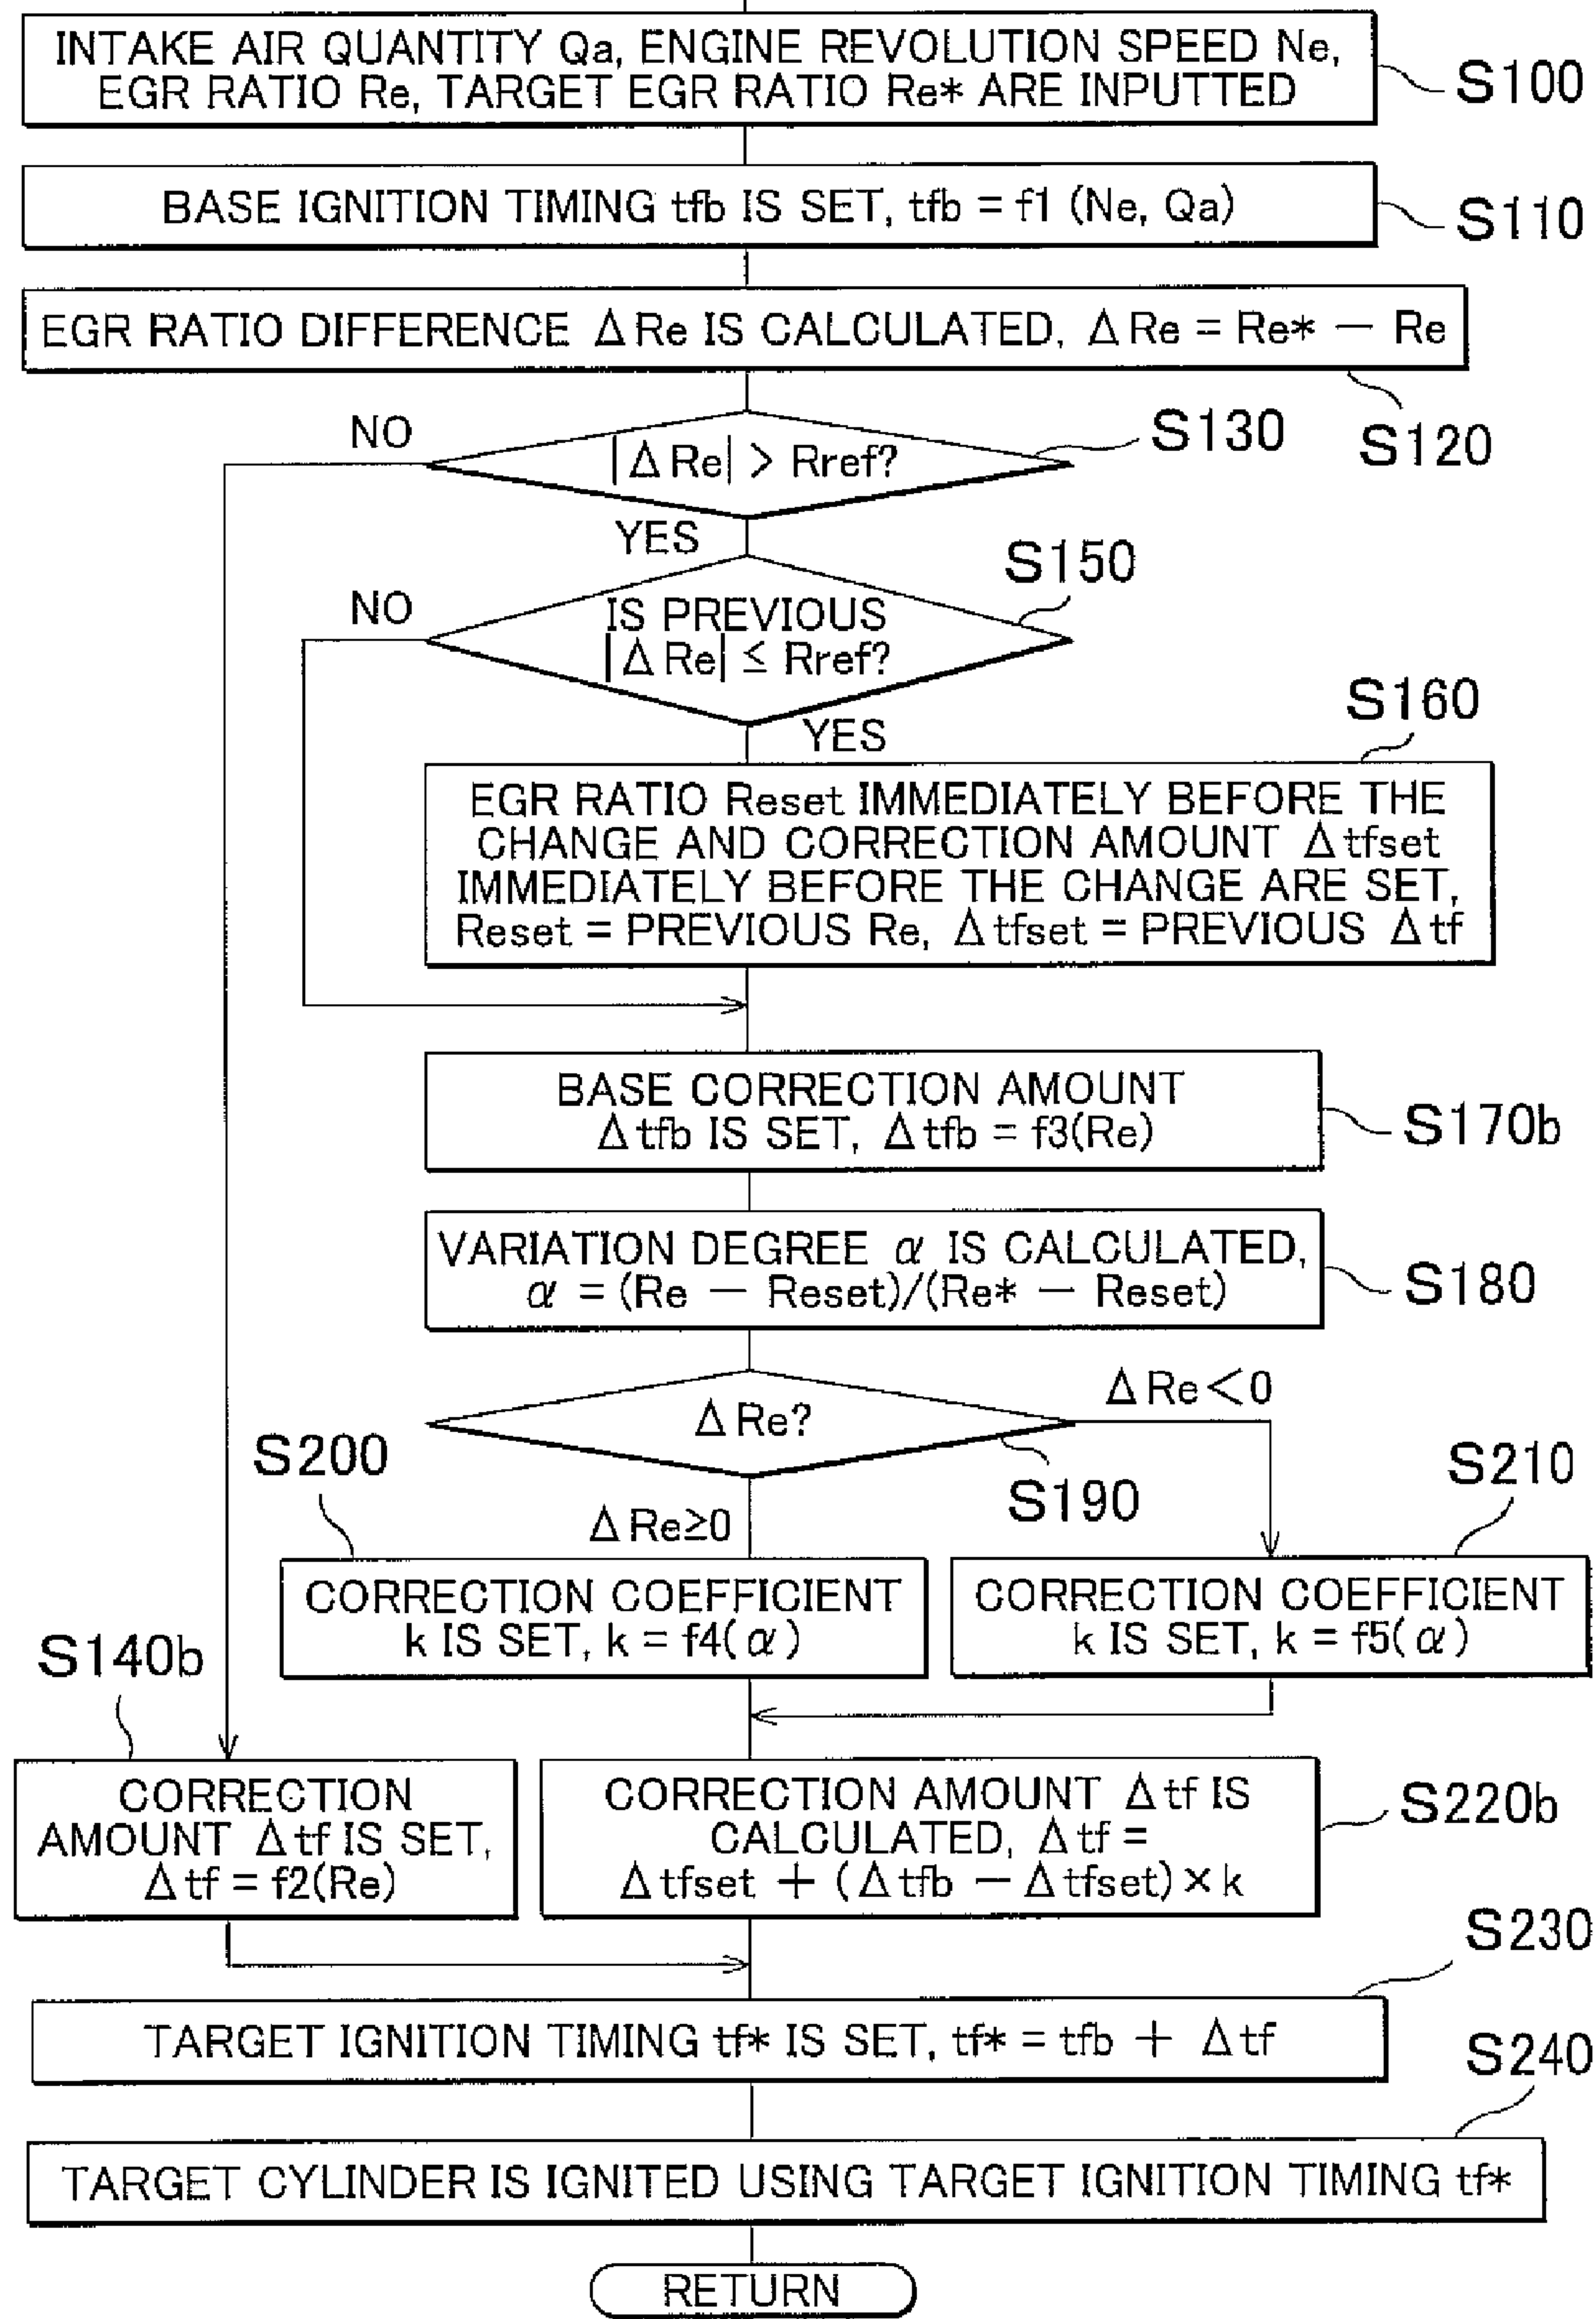 INTAKE AIR QUANTITY Qa, ENGINE REVOLUTION SPEED Ne,
EGR RATIO Re, TARGET EGR RATIO Re* ARE INPUTTED
S100
BASE IGNITION TIMING tfb IS SET, tfb = f1 (Ne, Qa)
S110
EGR RATIO DIFFERENCE ΔRe IS CALCULATED, ΔRe = Re* − Re
S120
NO
|ΔRe| > Rref?
S130
YES
S150
NO
IS PREVIOUS
|ΔRe| ≤ Rref?
S160
YES
EGR RATIO Reset IMMEDIATELY BEFORE THE
CHANGE AND CORRECTION AMOUNT Δtfset
IMMEDIATELY BEFORE THE CHANGE ARE SET,
Reset = PREVIOUS Re, Δtfset = PREVIOUS Δtf
BASE CORRECTION AMOUNT
Δtfb IS SET, Δtfb = f3(Re)
S170b
VARIATION DEGREE α IS CALCULATED,
α = (Re − Reset)/(Re* − Reset)
S180
ΔRe<0
ΔRe?
S190
S200
S210
ΔRe≥0
CORRECTION COEFFICIENT
k IS SET, k = f4(α)
CORRECTION COEFFICIENT
k IS SET, k = f5(α)
S140b
CORRECTION
AMOUNT Δtf IS SET,
Δtf = f2(Re)
CORRECTION AMOUNT Δtf IS
CALCULATED, Δtf =
Δtfset + (Δtfb − Δtfset)×k
S220b
S230
TARGET IGNITION TIMING tf* IS SET, tf* = tfb + Δtf
S240
TARGET CYLINDER IS IGNITED USING TARGET IGNITION TIMING tf*
RETURN